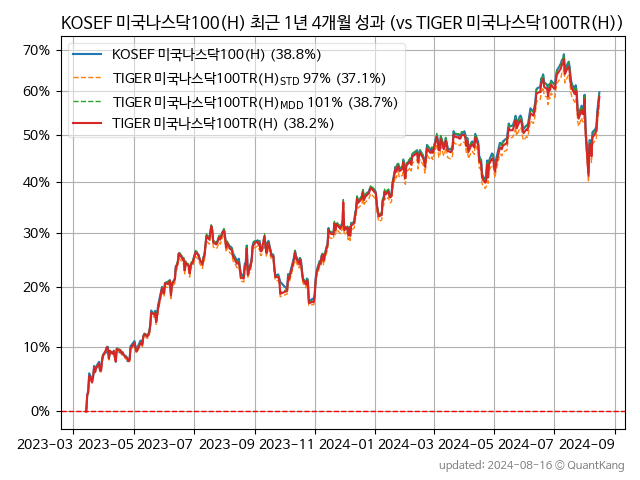 KOSEF 미국나스닥100(H) 최근 1년 4개월 성과 (vs TIGER 미국나스닥100TR(H))
70%
60%
50%
40%
30%
20%
10%
0%
KOSEF 미국나스닥100(H) (38.8%)
TIGER 미국나스닥100TR(H)STD 97% (37.1%)
TIGER 미국나스닥100TR(H)MDD 101% (38.7%)
TIGER 미국나스닥100TR(H) (38.2%)
2023-03 2023-05 2023-07 2023-09 2023-11 2024-01 2024-03 2024-05 2024-07 2024-09
updated: 2024-08-16 © QuantKang